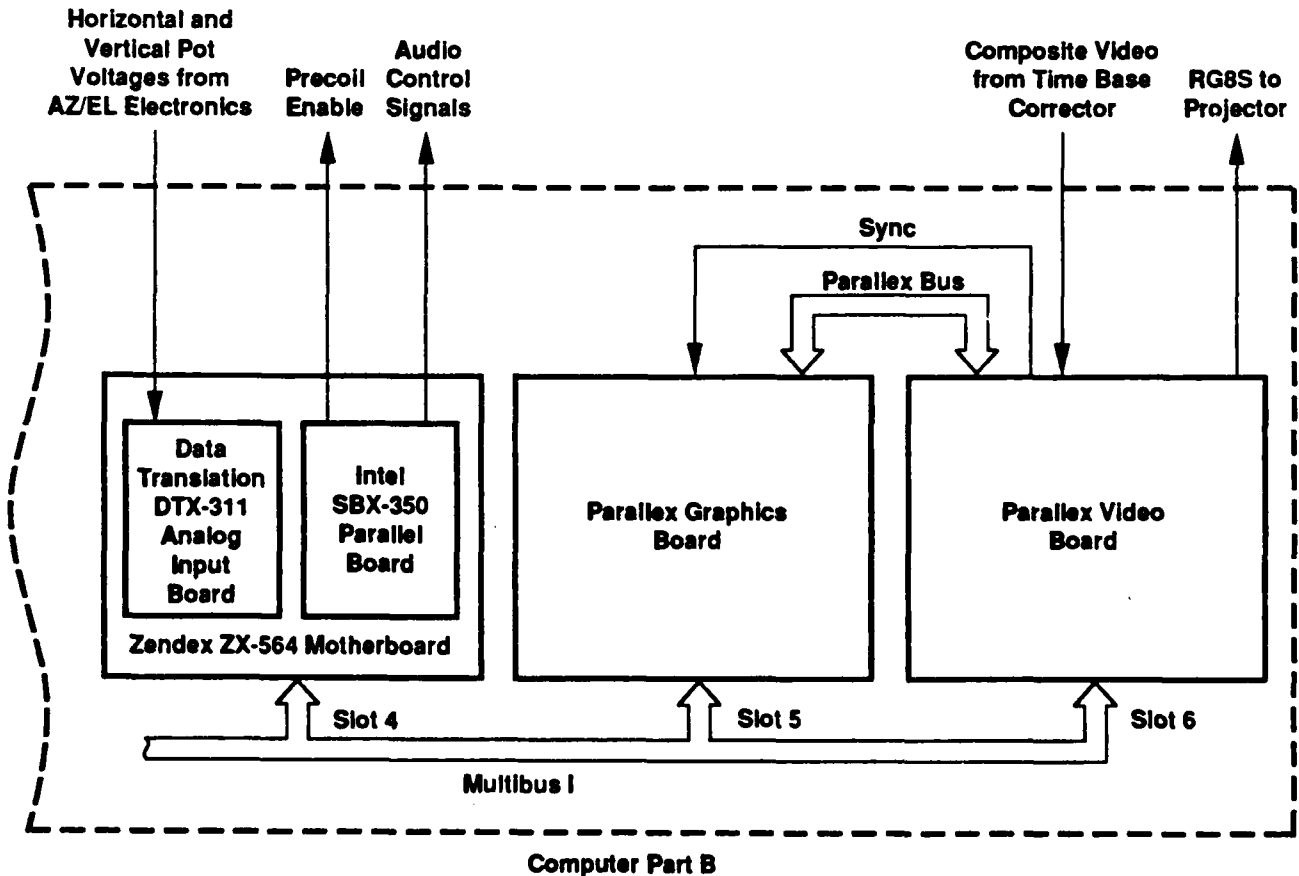 Horizontal and
Vertical Pot
Voltages from
AZ/EL Electronics
Precoil
Enable
Audio
Control
Signals
Composite Video
from Time Base
Corrector
RG8S to
Projector
Sync
Parallex Bus
Data
Translation
DTX-311
Analog
Input
Board
Intel
SBX-350
Parallel
Board
Zendex ZX-564 Motherboard
Parallex Graphics
Board
Parallex Video
Board
Slot 4
Slot 5
Slot 6
Multibus I
Computer Part B